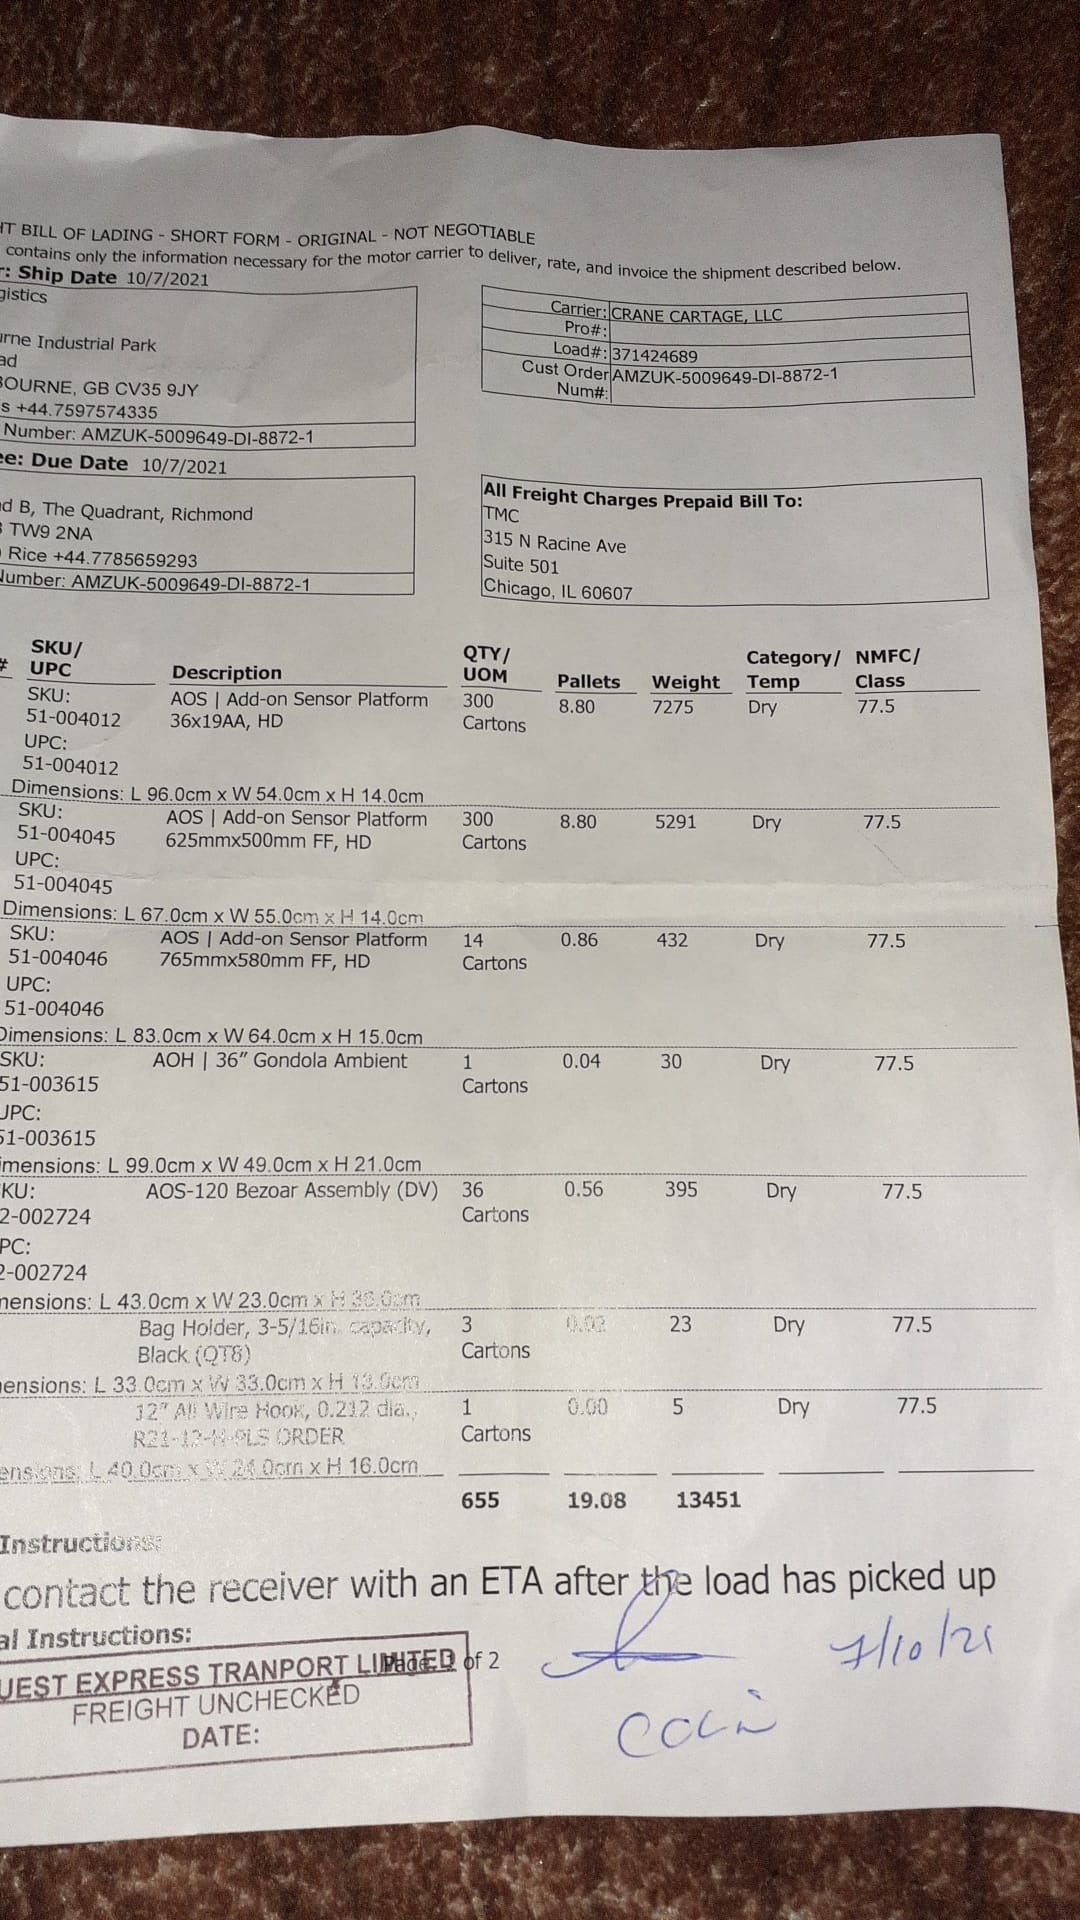 HT BILL OF LADING - SHORT FORM - ORIGINAL - NOT NEGOTIABLE
contains only the information necessary for the motor carrier to deliver, rate, and invoice the shipment described below.
r: Ship Date 10/7/2021
gistics
urne Industrial Park
ad
BOURNE, GB CV35 9JY
s +44.7597574335
Number: AMZUK-5009649-DI-8872-1
Carrier: CRANE CARTAGE, LLC
Pro#:
Load#: 371424689
Cust Order Num#: AMZUK-5009649-DI-8872-1
ee: Due Date 10/7/2021
nd B, The Quadrant, Richmond
TW9 2NA
Rice +44.7785659293
Number: AMZUK-5009649-DI-8872-1
All Freight Charges Prepaid Bill To:
TMC
315 N Racine Ave
Suite 501
Chicago, IL 60607
# SKU/ UPC Description QTY/ UOM Pallets Weight Category/ Temp NMFC/ Class
SKU: AOS | Add-on Sensor Platform 300 8.80 7275 Dry 77.5
51-004012 36x19AA, HD Cartons
UPC:
51-004012
Dimensions: L 96.0cm x W 54.0cm x H 14.0cm
SKU: AOS | Add-on Sensor Platform 300 8.80 5291 Dry 77.5
51-004045 625mmx500mm FF, HD Cartons
UPC:
51-004045
Dimensions: L 67.0cm x W 55.0cm x H 14.0cm
SKU: AOS | Add-on Sensor Platform 14 0.86 432 Dry 77.5
51-004046 765mmx580mm FF, HD Cartons
UPC:
51-004046
Dimensions: L 83.0cm x W 64.0cm x H 15.0cm
SKU: AOH | 36" Gondola Ambient 1 0.04 30 Dry 77.5
51-003615 Cartons
UPC:
51-003615
imensions: L 99.0cm x W 49.0cm x H 21.0cm
KU: AOS-120 Bezoar Assembly (DV) 36 0.56 395 Dry 77.5
2-002724 Cartons
PC:
2-002724
mensions: L 43.0cm x W 23.0cm x H
Bag Holder, 3-5/16in. capacity, 3 0.02 23 Dry 77.5
Black (QT8) Cartons
ensions: L 33.0cm x W 33.0cm x H 13.0cm
12" All Wire Hook, 0.212 dia., 1 0.00 5 Dry 77.5
R21-12-H-PLS ORDER Cartons
ensions: L 40.0cm x W 24.0cm x H 16.0cm
655 19.08 13451
Instructions:
contact the receiver with an ETA after the load has picked up
al Instructions:
UEST EXPRESS TRANPORT LIMITED
Page of 2
FREIGHT UNCHECKED
DATE:
7/10/21
Colin